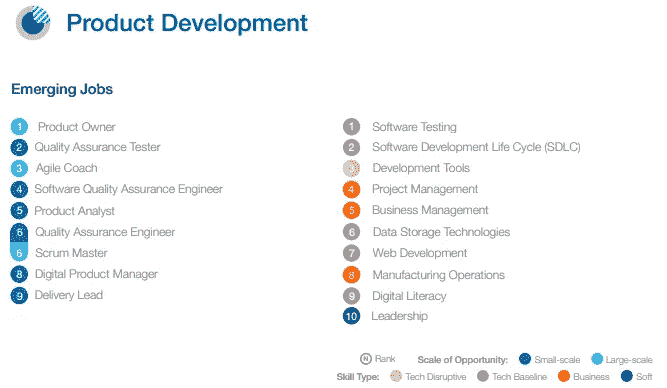 Product Development
Emerging Jobs
1 Product Owner
2 Quality Assurance Tester
3 Agile Coach
4 Software Quality Assurance Engineer
5 Product Analyst
6 Quality Assurance Engineer
6 Scrum Master
8 Digital Product Manager
9 Delivery Lead
1 Software Testing
2 Software Development Life Cycle (SDLC)
3 Development Tools
4 Project Management
5 Business Management
6 Data Storage Technologies
7 Web Development
8 Manufacturing Operations
9 Digital Literacy
10 Leadership
N Rank Scale of Opportunity: Small-scale Large-scale
Skill Type: Tech Disruptive Tech Baseline Business Soft